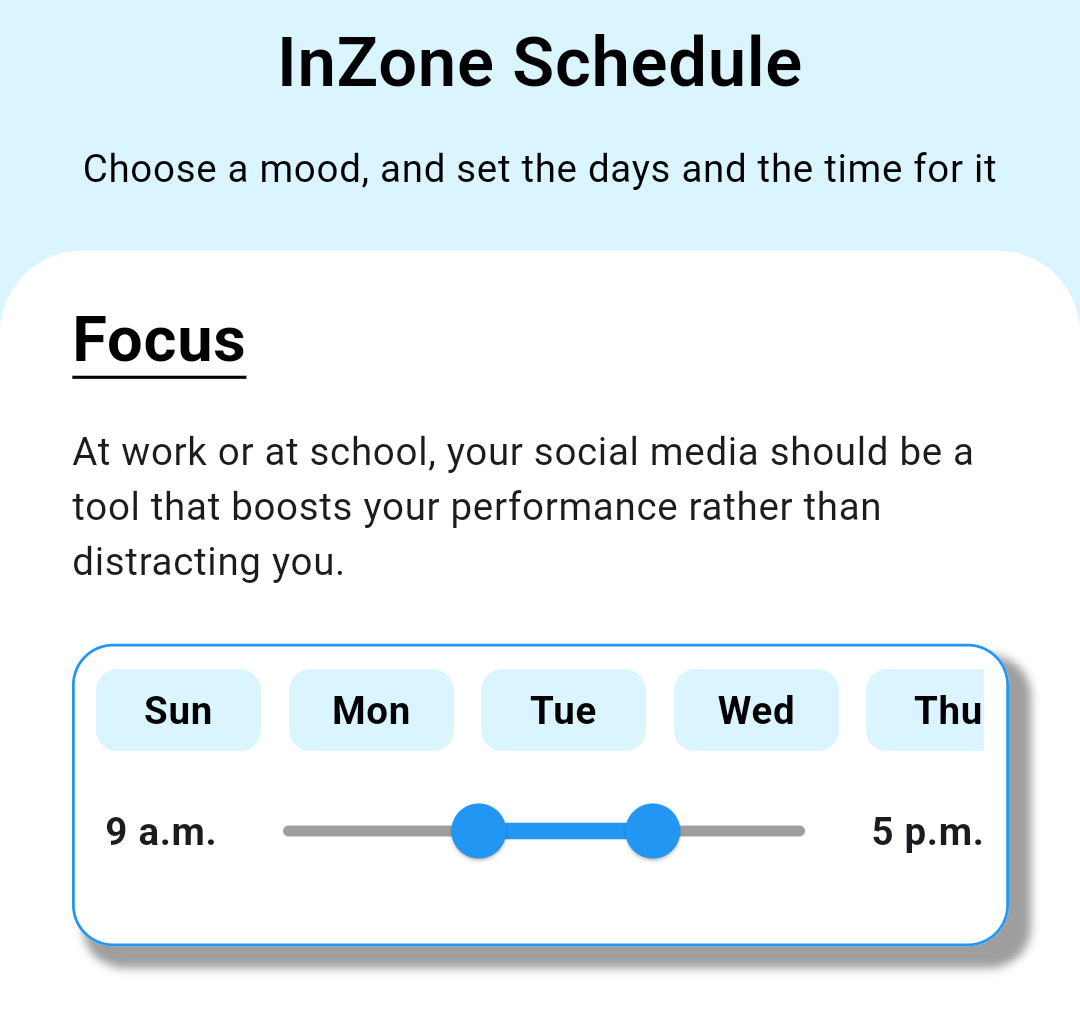 InZone Schedule
Choose a mood, and set the days and the time for it
Focus
At work or at school, your social media should be a
tool that boosts your performance rather than
distracting you.
Sun Mon Tue Wed Thu
9 a.m. 5 p.m.